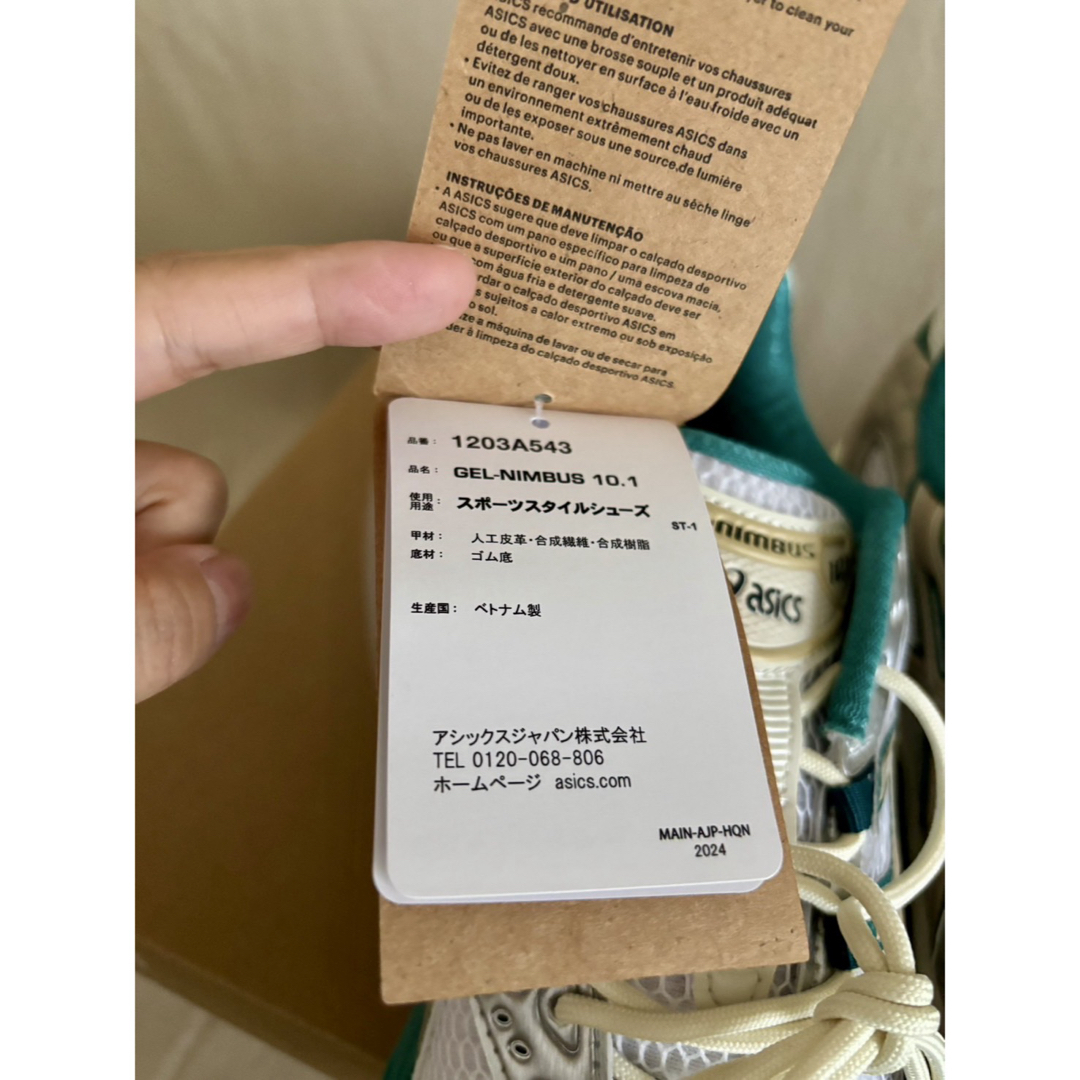 er to clean your
UTILISATION
ASICS recommande d'entretenir vos chaussures
ASICS avec une brosse souple et un produit adéquat
ou de les nettoyer en surface à l'eau froide avec un
détergent doux.
• Evitez de ranger vos chaussures ASICS dans
un environnement extrêmement chaud
ou de les exposer sous une source de lumière
importante.
• Ne pas laver en machine ni mettre au sèche linge
vos chaussures ASICS.
INSTRUÇÕES DE MANUTENÇÃO
• A ASICS sugere que deve limpar o calçado desportivo
ASICS com um pano específico para limpeza de
calçado desportivo e um pano / uma escova macia,
ou que a superfície exterior do calçado deve ser
com água fria e detergente suave.
rdar o calçado desportivo ASICS em
s sujeitos a calor extremo ou sob exposição
o sol.
ze a máquina de lavar ou de secar para
der à limpeza do calçado desportivo ASICS.
品番: 1203A543
品名: GEL-NIMBUS 10.1
使用用途: スポーツスタイルシューズ
ST-1
甲材: 人工皮革・合成繊維・合成樹脂
底材: ゴム底
生産国: ベトナム製
アシックスジャパン株式会社
TEL 0120-068-806
ホームページ asics.com
MAIN-AJP-HQN
2024
NIMBUS
asics